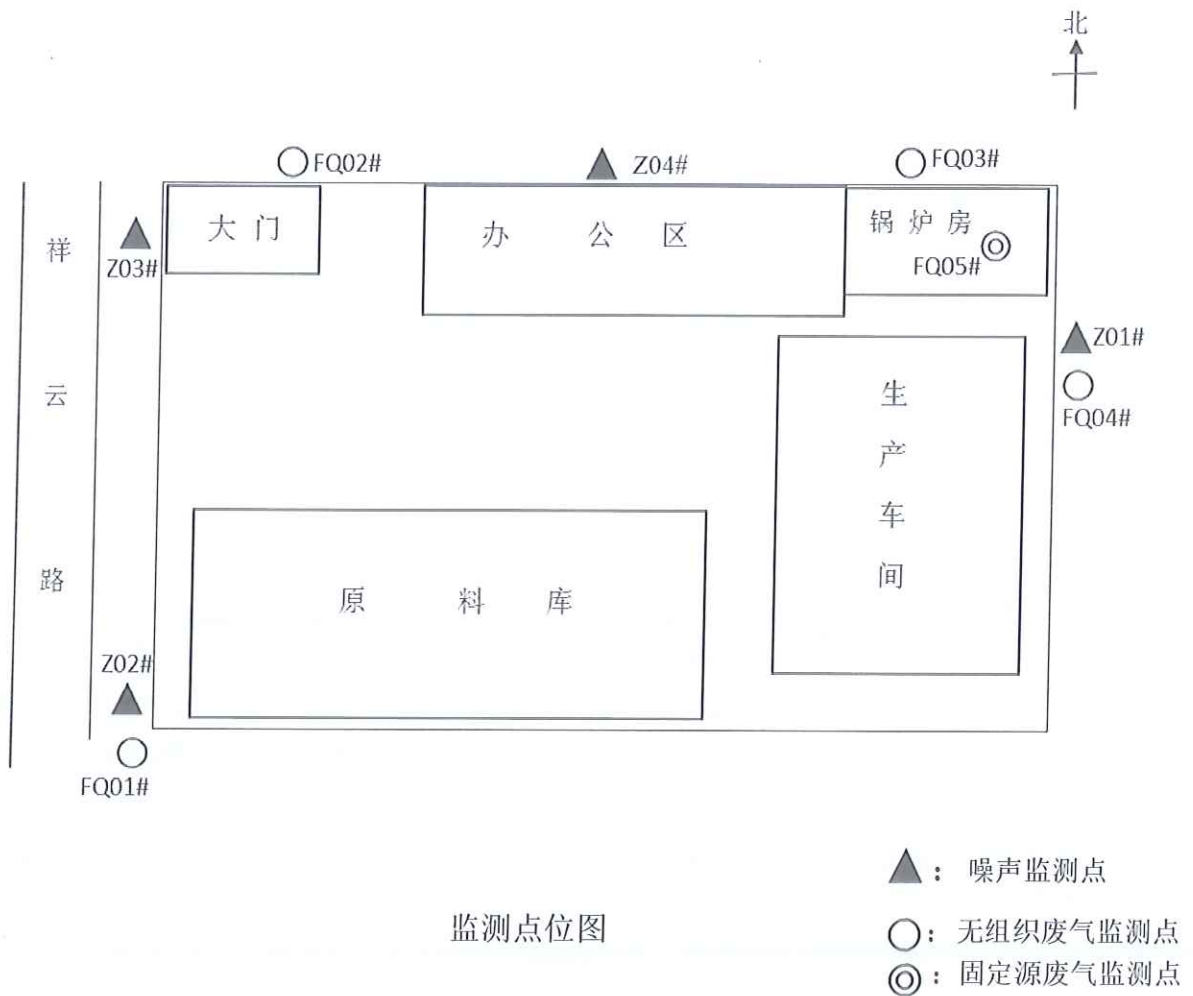 北
FQ02#
Z04#
FQ03#
祥云路
Z03#
大门
办公区
锅炉房
FQ05#
Z01#
FQ04#
生产车间
原料库
Z02#
FQ01#
监测点位图
：噪声监测点
：无组织废气监测点
：固定源废气监测点